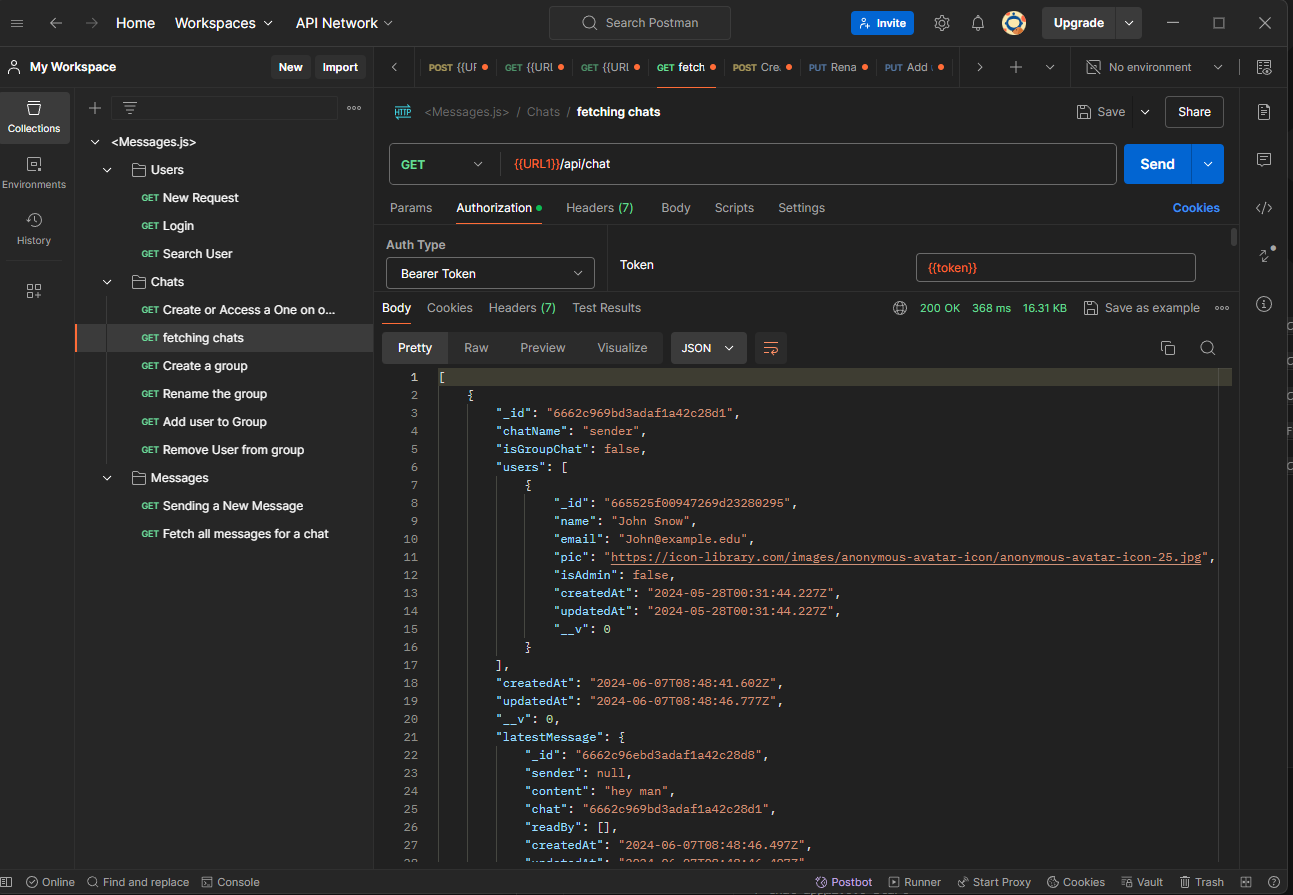 Home Workspaces API Network Search Postman Invite Upgrade
My Workspace New Import POST {{UF GET {{URL GET {{URL GET fetch POST Cre PUT Rena PUT Add No environment
Collections
Environments
History
<Messages.js>
Users
GET New Request
GET Login
GET Search User
Chats
GET Create or Access a One on o...
GET fetching chats
GET Create a group
GET Rename the group
GET Add user to Group
GET Remove User from group
Messages
GET Sending a New Message
GET Fetch all messages for a chat
HTTP <Messages.js> / Chats / fetching chats Save Share
GET {{URL1}}/api/chat Send
Params Authorization Headers (7) Body Scripts Settings Cookies
Auth Type
Bearer Token
Token {{token}}
Body Cookies Headers (7) Test Results 200 OK 368 ms 16.31 KB Save as example
Pretty Raw Preview Visualize JSON
1 [
2 {
3 "_id": "6662c969bd3adaf1a42c28d1",
4 "chatName": "sender",
5 "isGroupChat": false,
6 "users": [
7 {
8 "_id": "665525f00947269d23280295",
9 "name": "John Snow",
10 "email": "John@example.edu",
11 "pic": "https://icon-library.com/images/anonymous-avatar-icon/anonymous-avatar-icon-25.jpg",
12 "isAdmin": false,
13 "createdAt": "2024-05-28T00:31:44.227Z",
14 "updatedAt": "2024-05-28T00:31:44.227Z",
15 "__v": 0
16 }
17 ],
18 "createdAt": "2024-06-07T08:48:41.602Z",
19 "updatedAt": "2024-06-07T08:48:46.777Z",
20 "__v": 0,
21 "latestMessage": {
22 "_id": "6662c96ebd3adaf1a42c28d8",
23 "sender": null,
24 "content": "hey man",
25 "chat": "6662c969bd3adaf1a42c28d1",
26 "readBy": [],
27 "createdAt": "2024-06-07T08:48:46.497Z",
28 "updatedAt": "2024-06-07T08:48:46.497Z"
Online Find and replace Console Postbot Runner Start Proxy Cookies Vault Trash